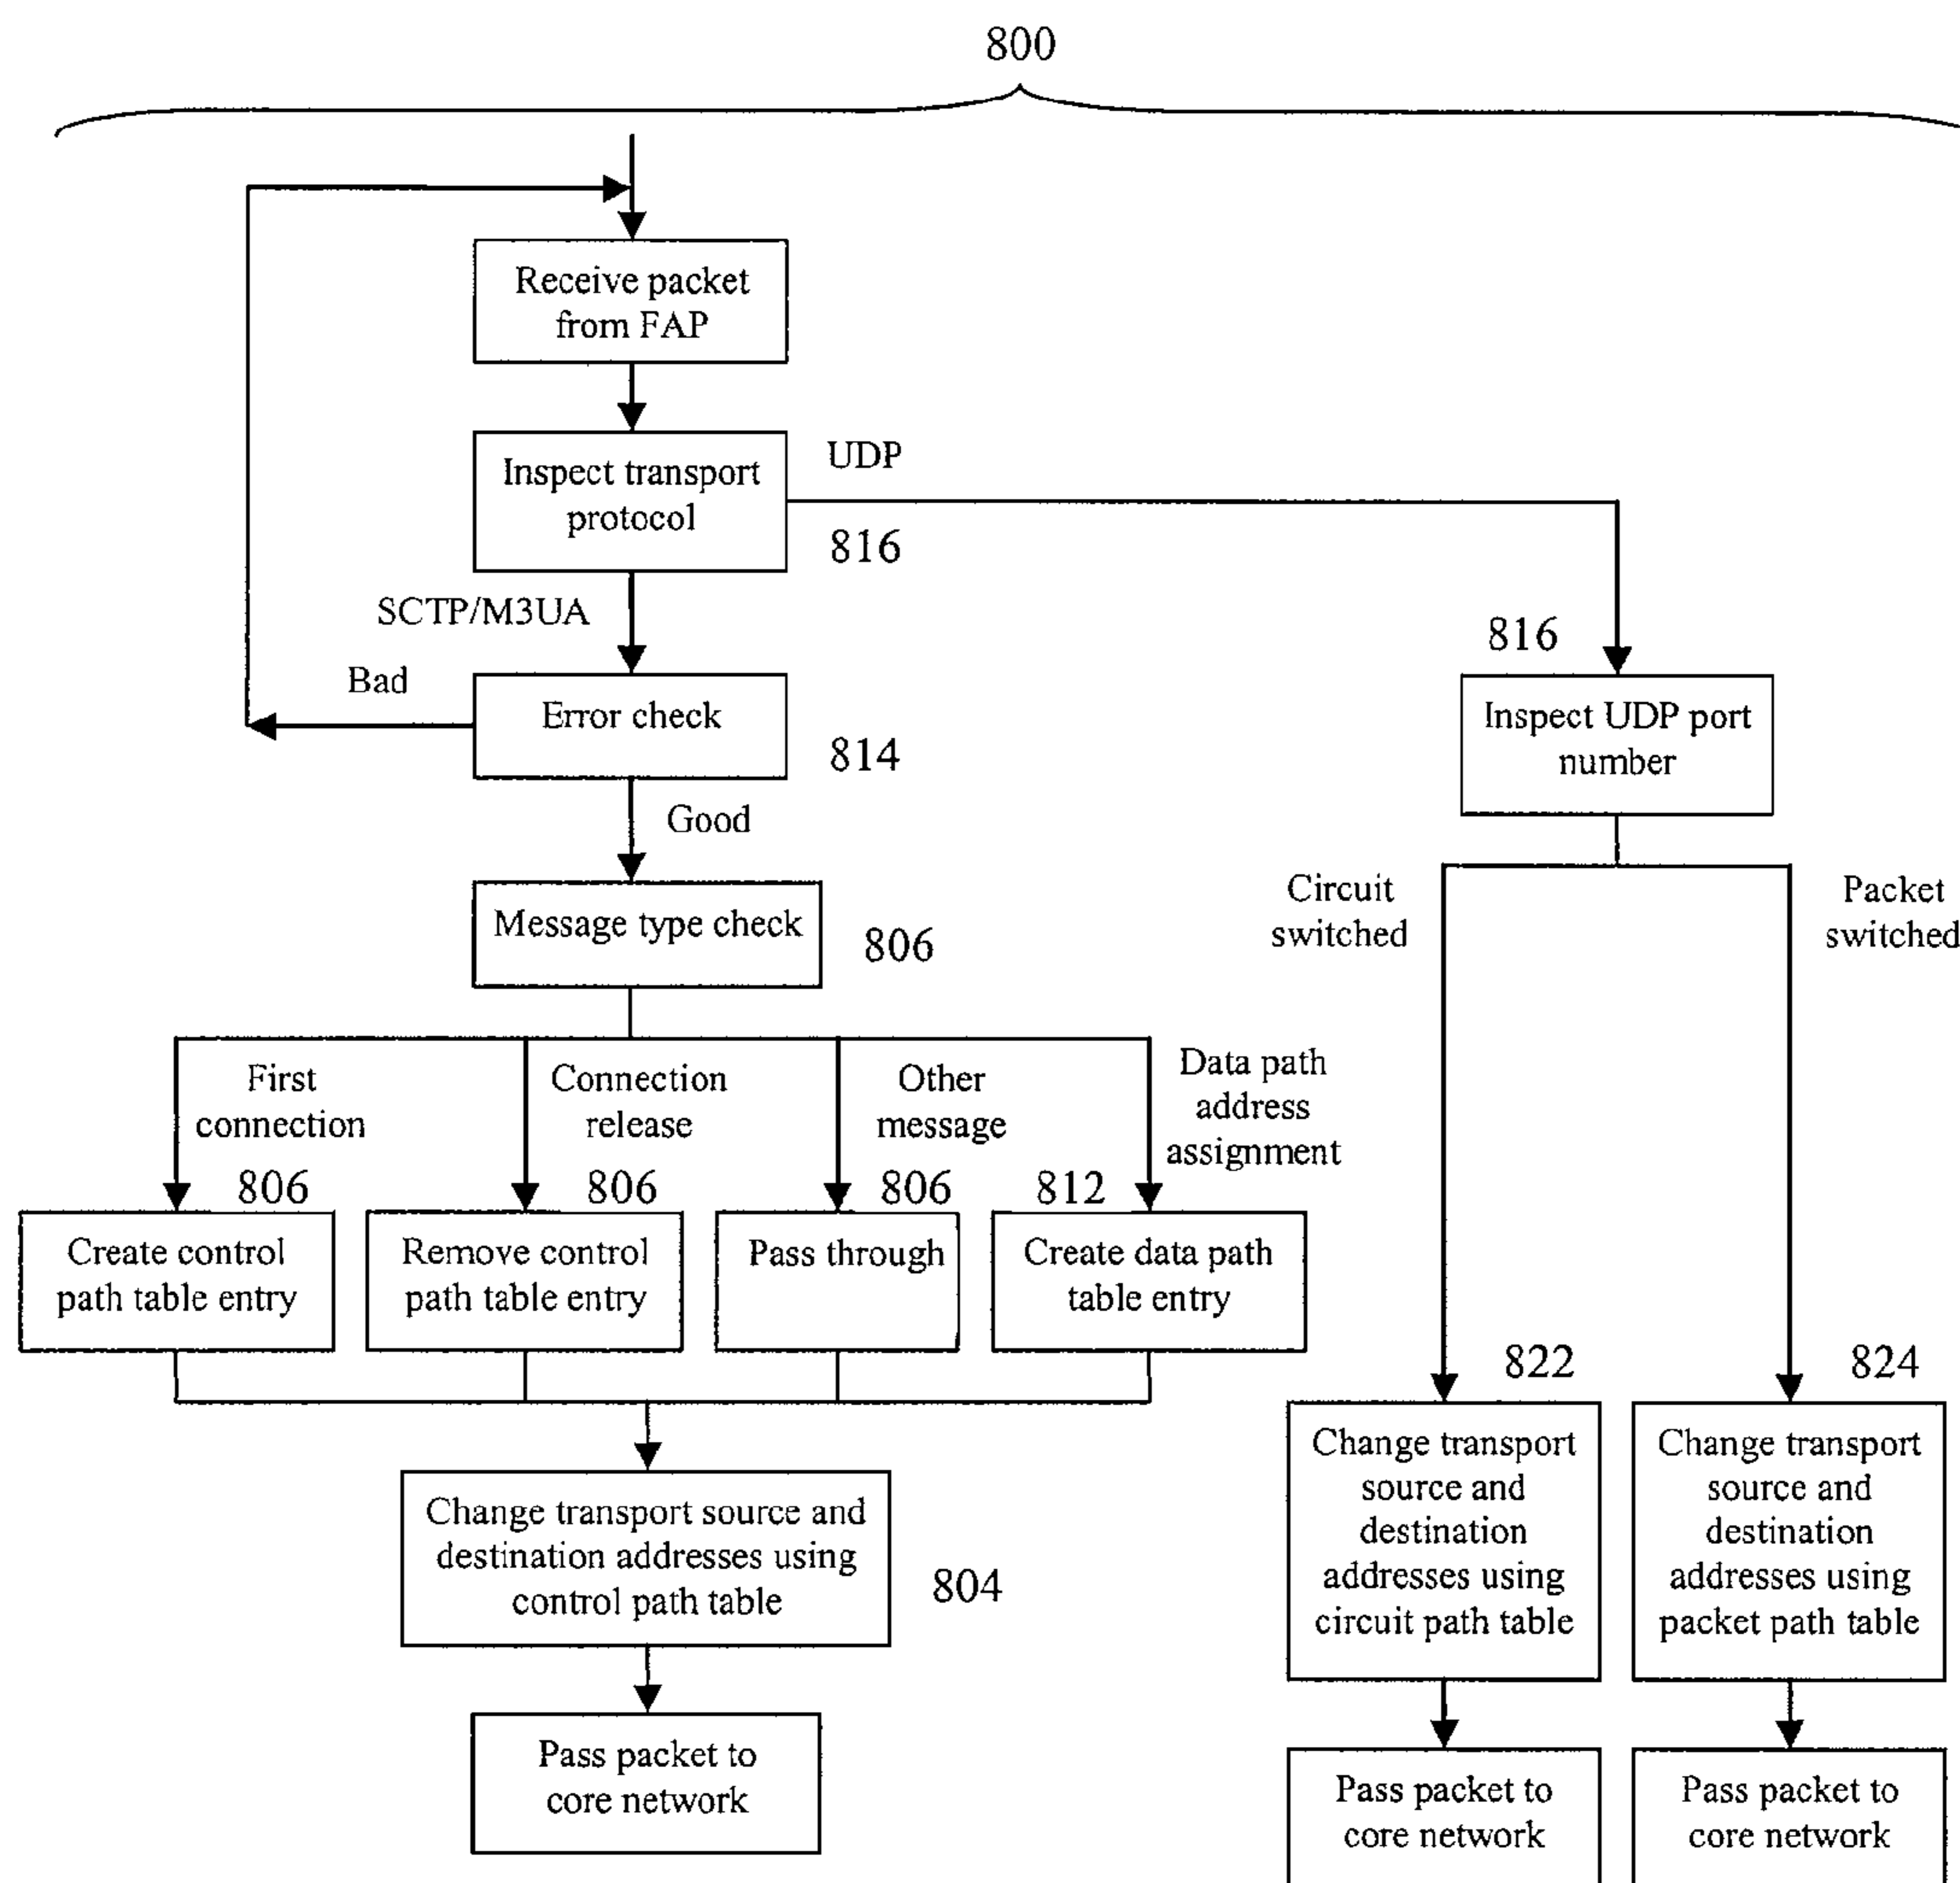 800
Receive packet
from FAP
Inspect transport
protocol
UDP
816
SCTP/M3UA
Bad
Error check
814
Good
816
Inspect UDP port
number
Message type check
806
Circuit
switched
Packet
switched
First
connection
Connection
release
Other
message
Data path
address
assignment
806
806
806
812
Create control
path table entry
Remove control
path table entry
Pass through
Create data path
table entry
822
824
Change transport
source and
destination
addresses using
circuit path table
Change transport
source and
destination
addresses using
packet path table
Change transport source and
destination addresses using
control path table
804
Pass packet to
core network
Pass packet to
core network
Pass packet to
core network